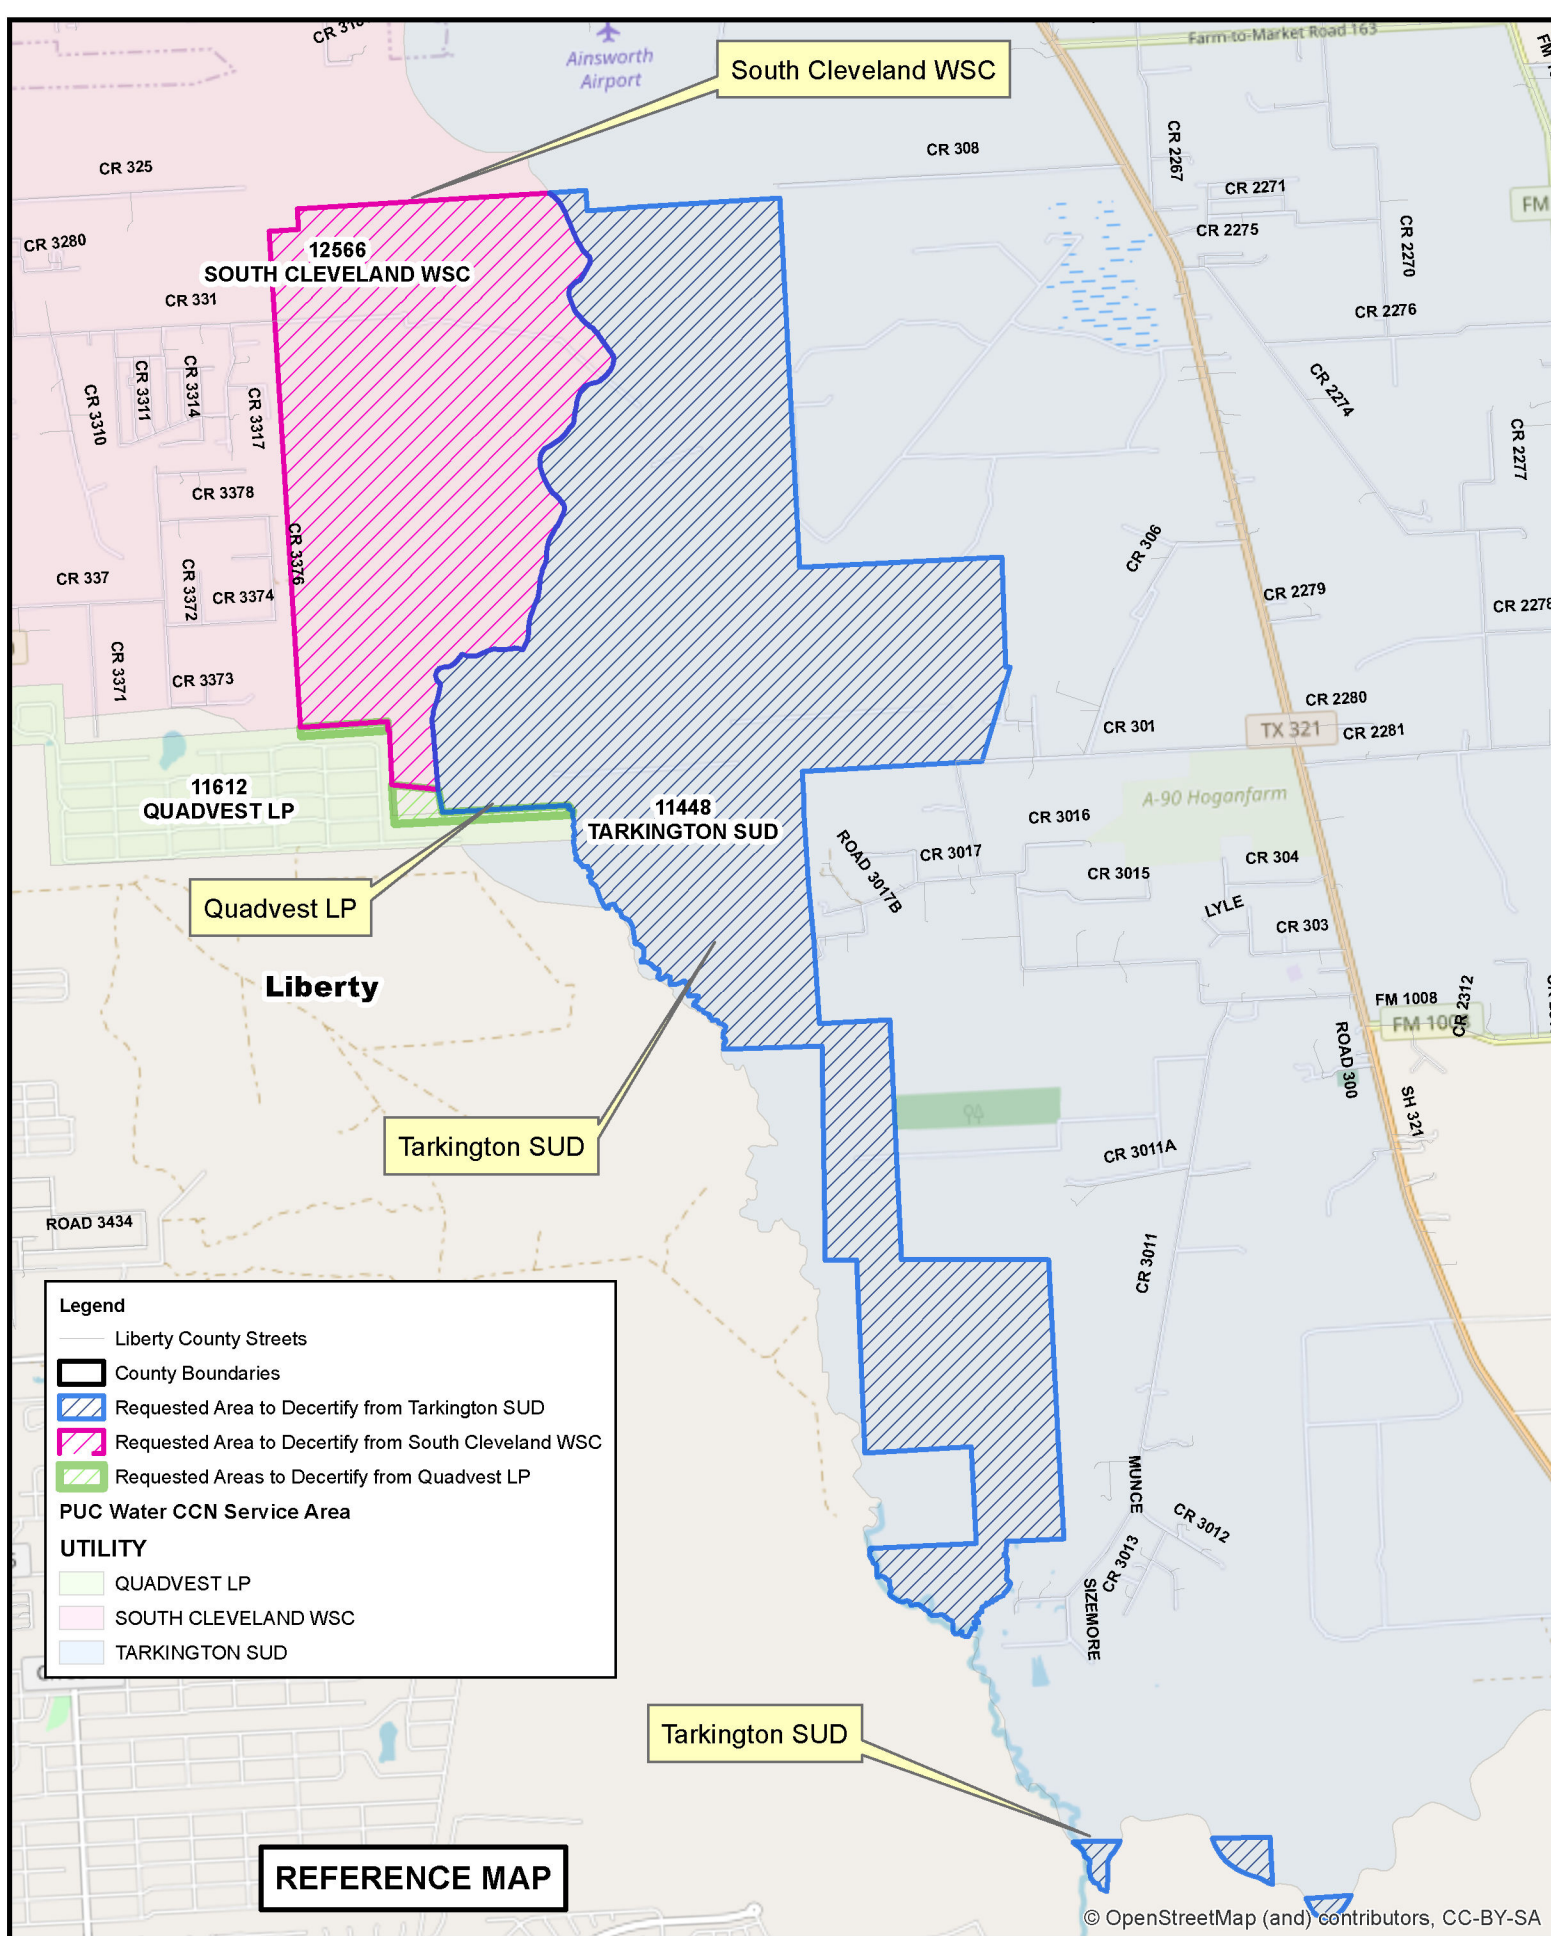 CR 318
Ainsworth
Airport
South Cleveland WSC
Farm-to-Market Road 163
FM
CR 325
CR 308
CR 2267
CR 2271
FM
CR 3280
12566
SOUTH CLEVELAND WSC
CR 2275
CR 2270
CR 331
CR 2276
CR 3310
CR 3311
CR 3314
CR 3317
CR 2274
CR 2277
CR 3378
CR 3376
CR 306
CR 337
CR 3372
CR 3374
CR 2279
CR 2278
CR 3371
CR 3373
CR 2280
CR 301
TX 321
CR 2281
11612
QUADVEST LP
11448
TARKINGTON SUD
A-90 Hoganfarm
CR 3016
ROAD 3017B
CR 3017
CR 3015
CR 304
Quadvest LP
LYLE
CR 303
Liberty
FM 1008
FM 1008
CR 2312
ROAD 300
SH 321
Tarkington SUD
CR 3011A
ROAD 3434
CR 3011
Legend
Liberty County Streets
County Boundaries
Requested Area to Decertify from Tarkington SUD
Requested Area to Decertify from South Cleveland WSC
Requested Areas to Decertify from Quadvest LP
PUC Water CCN Service Area
UTILITY
QUADVEST LP
SOUTH CLEVELAND WSC
TARKINGTON SUD
MUNCE
CR 3012
CR 3013
SIZEMORE
Tarkington SUD
REFERENCE MAP
© OpenStreetMap (and) contributors, CC-BY-SA